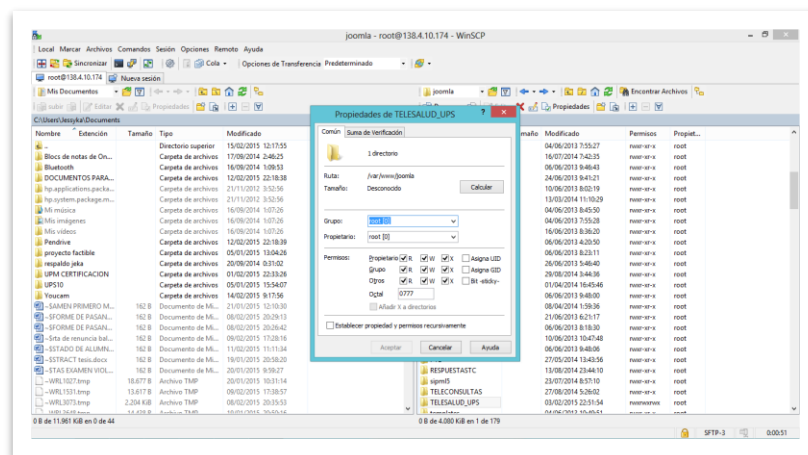 joomla - root@138.4.10.174 - WinSCP
Local Marcar Archivos Comandos Sesión Opciones Remoto Ayuda
Sincronizar Cola Opciones de Transferencia Predeterminado
root@138.4.10.174 Nueva sesión
Mis Documentos joomla Encontrar Archivos
subir Editar Propiedades Propiedades
C:\Users\Jessyka\Documents
Nombre Extención Tamaño Tipo Modificado
.. Directorio superior 15/02/2015 12:17:55
Blocs de notas de On... Carpeta de archivos 17/09/2014 2:46:25
Bluetooth Carpeta de archivos 16/09/2014 1:09:53
DOCUMENTOS PARA... Carpeta de archivos 12/02/2015 22:18:38
hp.applications.packa... Carpeta de archivos 21/11/2012 3:52:56
hp.system.package.m... Carpeta de archivos 21/11/2012 3:52:56
Mi música Carpeta de archivos 16/09/2014 1:07:26
Mis imágenes Carpeta de archivos 16/09/2014 1:07:26
Mis vídeos Carpeta de archivos 16/09/2014 1:07:26
Pendrive Carpeta de archivos 12/02/2015 22:18:39
proyecto factible Carpeta de archivos 05/01/2015 13:04:26
respaldo jeka Carpeta de archivos 20/09/2014 0:31:02
UPM CERTIFICACION Carpeta de archivos 01/02/2015 22:33:28
UPS10 Carpeta de archivos 05/01/2015 15:54:07
Youcam Carpeta de archivos 14/02/2015 9:17:56
~SAMEN PRIMERO M... 162 B Documento de Mi... 21/01/2015 12:10:30
~SFORME DE PASAN... 162 B Documento de Mi... 08/02/2015 20:29:13
~SFORME DE PASAN... 162 B Documento de Mi... 08/02/2015 20:26:42
~Srta de renuncia bal... 162 B Documento de Mi... 09/02/2015 17:28:16
~SSTADO DE ALUMN... 162 B Documento de Mi... 08/02/2015 11:11:34
~SSTRACT tesis.docx 162 B Documento de Mi... 19/01/2015 20:58:20
~STAS EXAMEN VIOL... 162 B Documento de Mi... 20/01/2015 9:59:27
~WRL1027.tmp 18.677 B Archivo TMP 20/01/2015 10:31:14
~WRL1531.tmp 13.617 B Archivo TMP 09/02/2015 17:38:57
~WRL3073.tmp 2.204 KiB Archivo TMP 08/02/2015 20:35:53
0 B de 11.961 KiB en 0 de 44
Propiedades de TELESALUD_UPS
Común Suma de Verificación
1 directorio
Ruta: /var/www/joomla
Tamaño: Desconocido Calcular
Grupo: root [0]
Propietario: root [0]
Permisos: Propietario R W X Asigna UID
Grupo R W X Asigna GID
Otros R W X Bit -sticky-
Octal 0777
Añadir X a directorios
Establecer propiedad y permisos recursivamente
Aceptar Cancelar Ayuda
Modificado Permisos Propiet...
04/06/2013 7:55:27 rwxr-xr-x root
16/07/2014 7:42:35 rwxr-xr-x root
06/06/2013 9:46:43 rwxr-xr-x root
24/06/2013 9:41:21 rwxr-xr-x root
10/06/2013 8:02:19 rwxr-xr-x root
13/03/2014 11:10:29 rwxr-xr-x root
04/06/2013 8:45:50 rwxr-xr-x root
04/06/2013 7:55:28 rwxr-xr-x root
16/06/2013 8:36:20 rwxr-xr-x root
06/06/2013 4:20:50 rwxr-xr-x root
06/06/2013 8:23:11 rwxr-xr-x root
26/06/2013 5:46:40 rwxr-xr-x root
29/08/2014 3:44:36 rwxr-xr-x root
01/04/2014 16:45:46 rwxr-xr-x root
06/06/2013 9:48:00 rwxr-xr-x root
08/04/2014 1:59:36 rwxr-xr-x root
21/06/2013 6:21:17 rwxr-xr-x root
06/06/2013 8:18:30 rwxr-xr-x root
10/06/2013 10:47:48 rwxr-xr-x root
06/06/2013 9:48:06 rwxr-xr-x root
27/05/2014 13:43:56 rwxr-xr-x root
RESPUESTASTC 13/08/2014 23:44:10 rwxr-xr-x root
sipml5 23/07/2014 8:57:10 rwxr-xr-x root
TELECONSULTAS 27/08/2014 5:26:02 rwxr-xr-x root
TELESALUD_UPS 03/02/2015 22:51:54 rwxrwxrwx root
0 B de 4.080 KiB en 1 de 179
SFTP-3 0:00:51